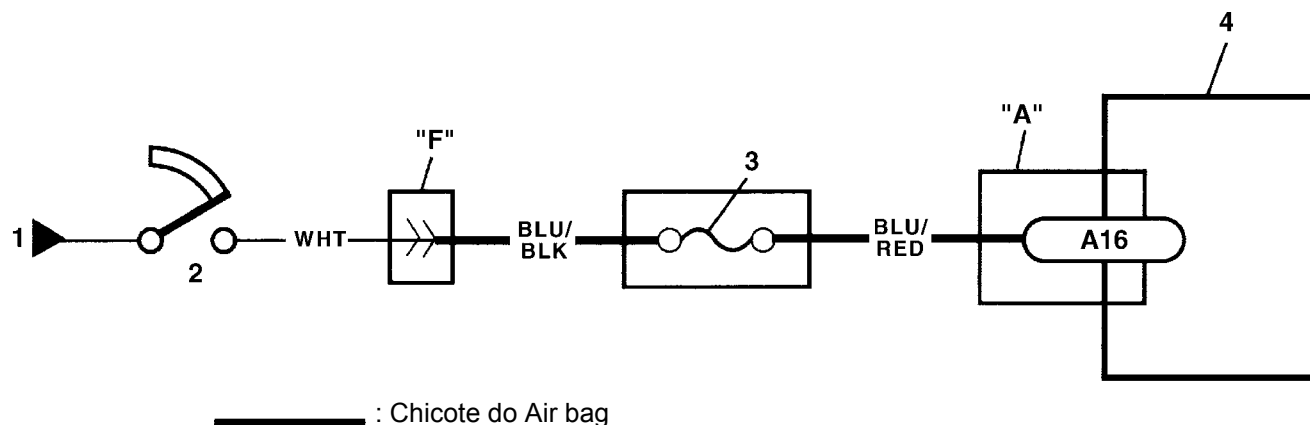 4
"A"
"F"
3
1
2
WHT
BLU/
BLK
BLU/
RED
A16
: Chicote do Air bag